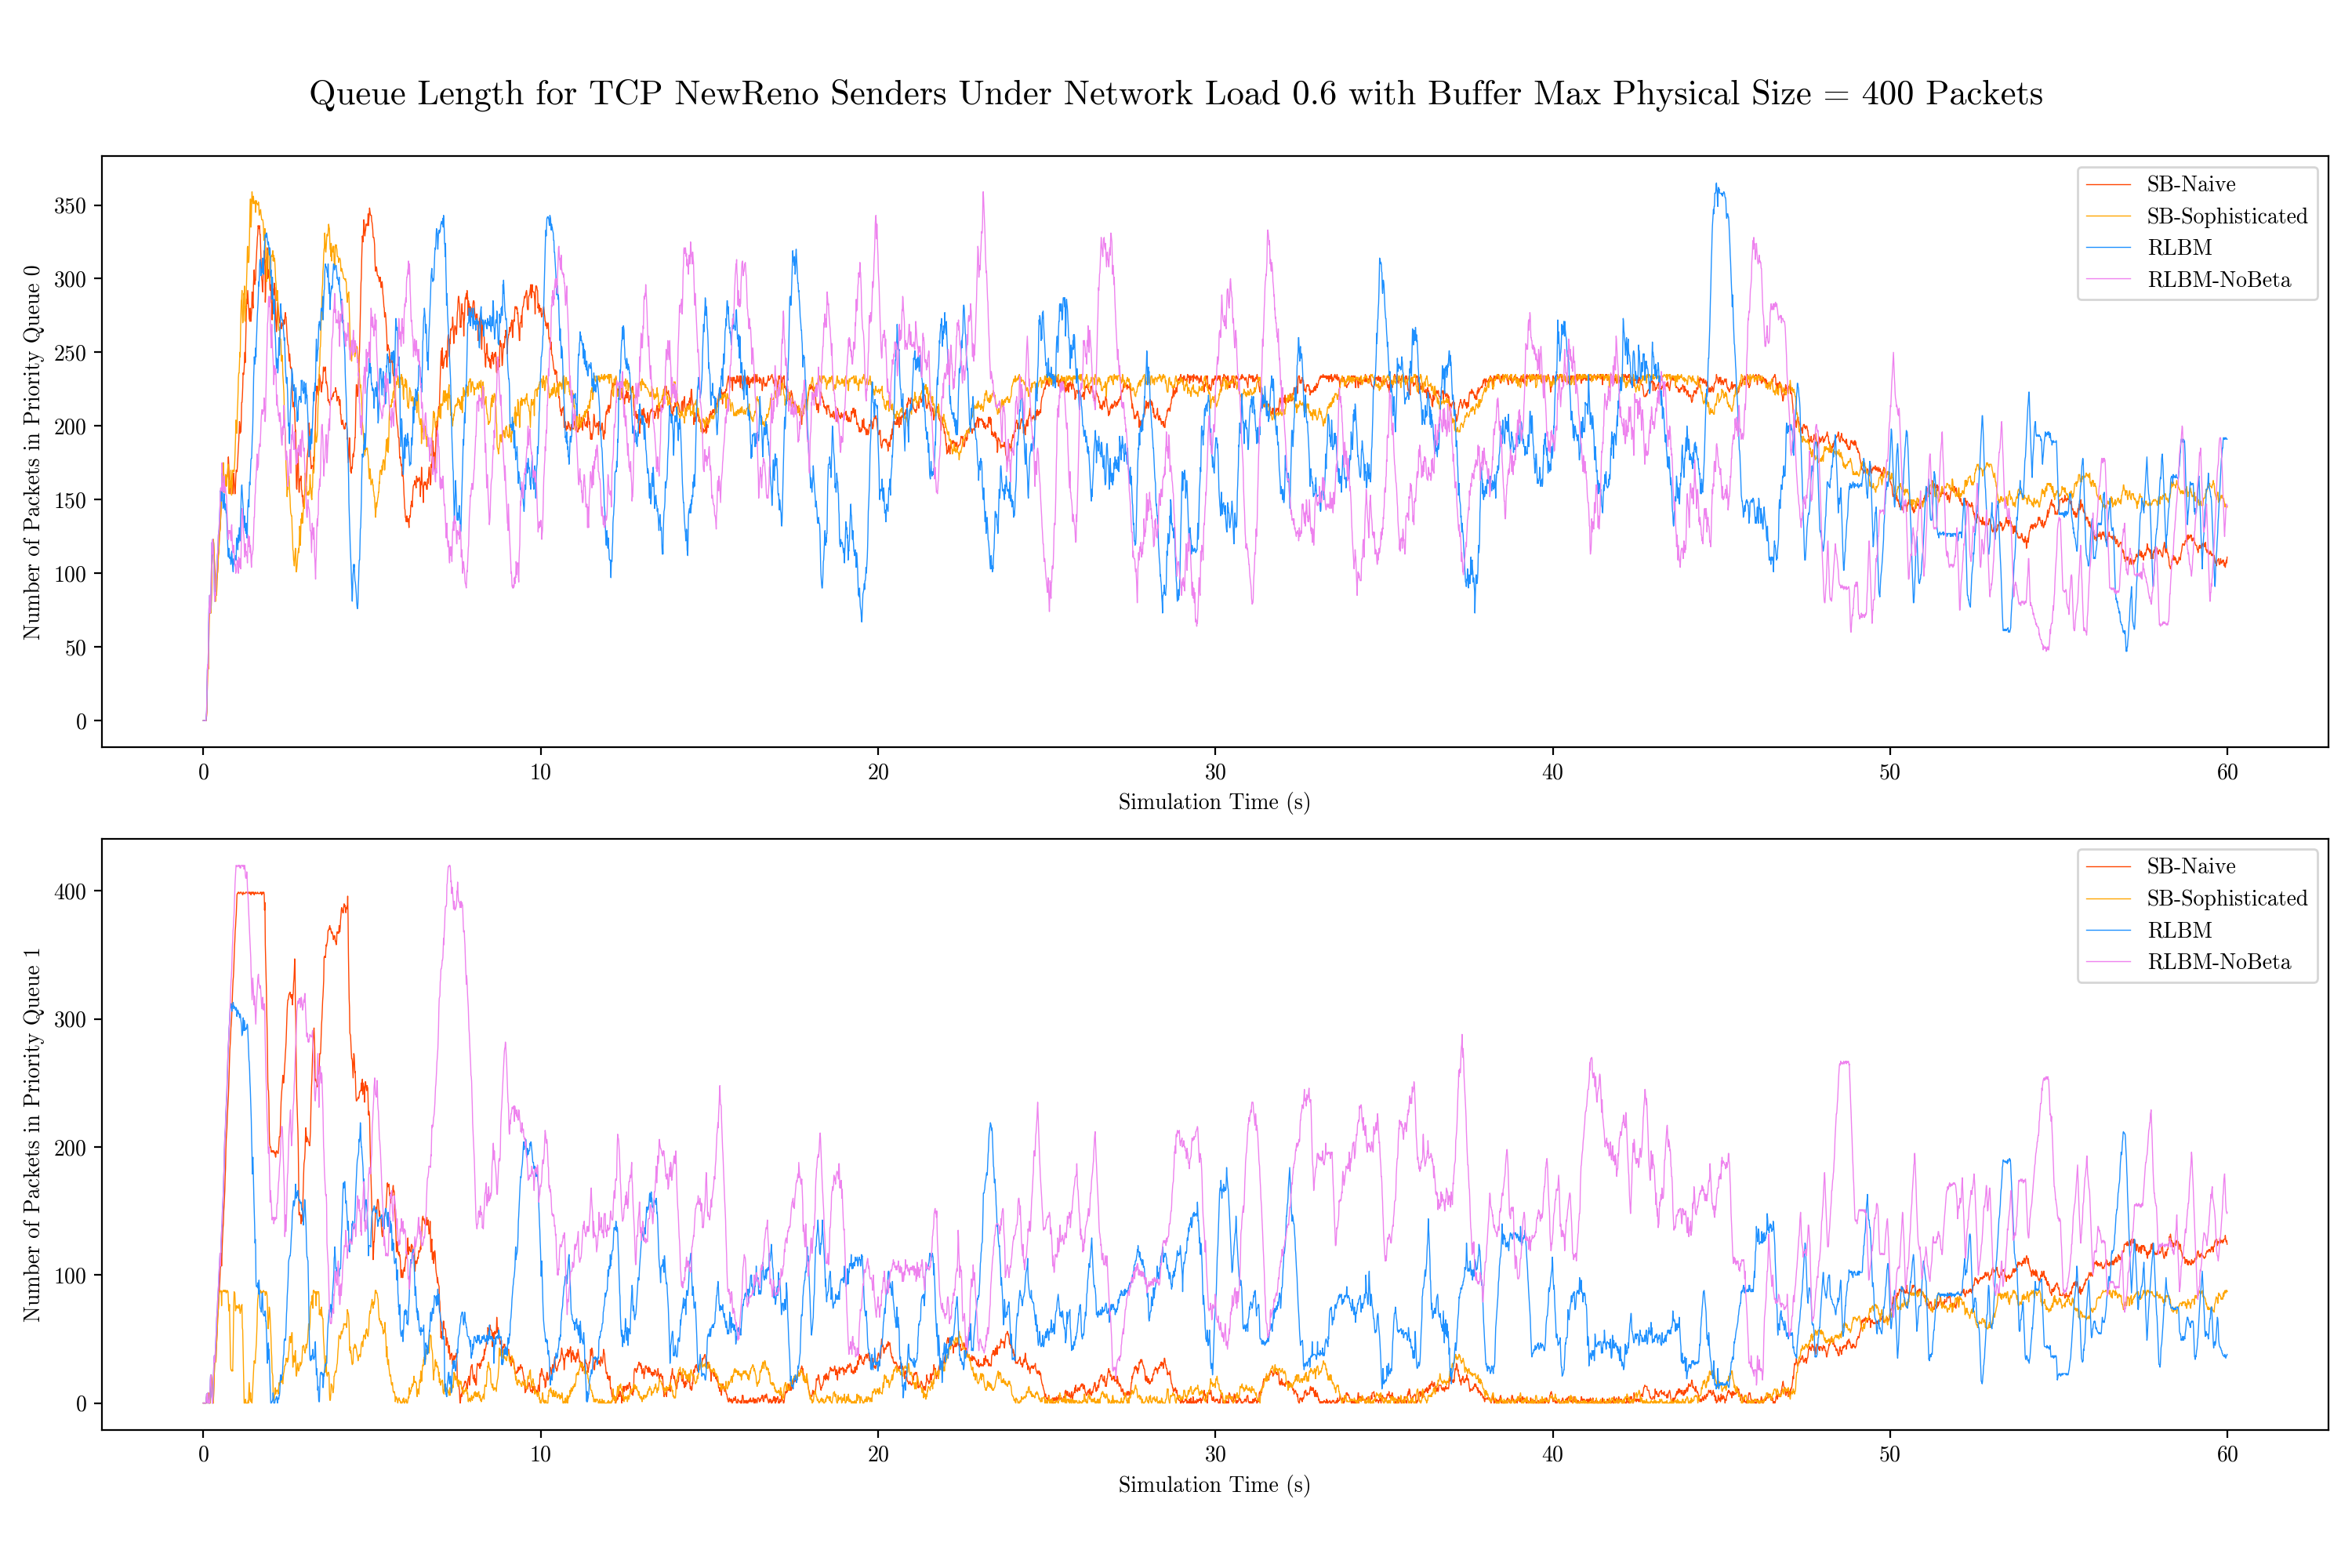 Queue Length for TCP NewReno Senders Under Network Load 0.6 with Buffer Max Physical Size = 400 Packets
Number of Packets in Priority Queue 0
350
300
250
200
150
100
50
0
0 10 20 30 40 50 60
Simulation Time (s)
SB-Naive
SB-Sophisticated
RLBM
RLBM-NoBeta
Number of Packets in Priority Queue 1
400
300
200
100
0
0 10 20 30 40 50 60
Simulation Time (s)
SB-Naive
SB-Sophisticated
RLBM
RLBM-NoBeta